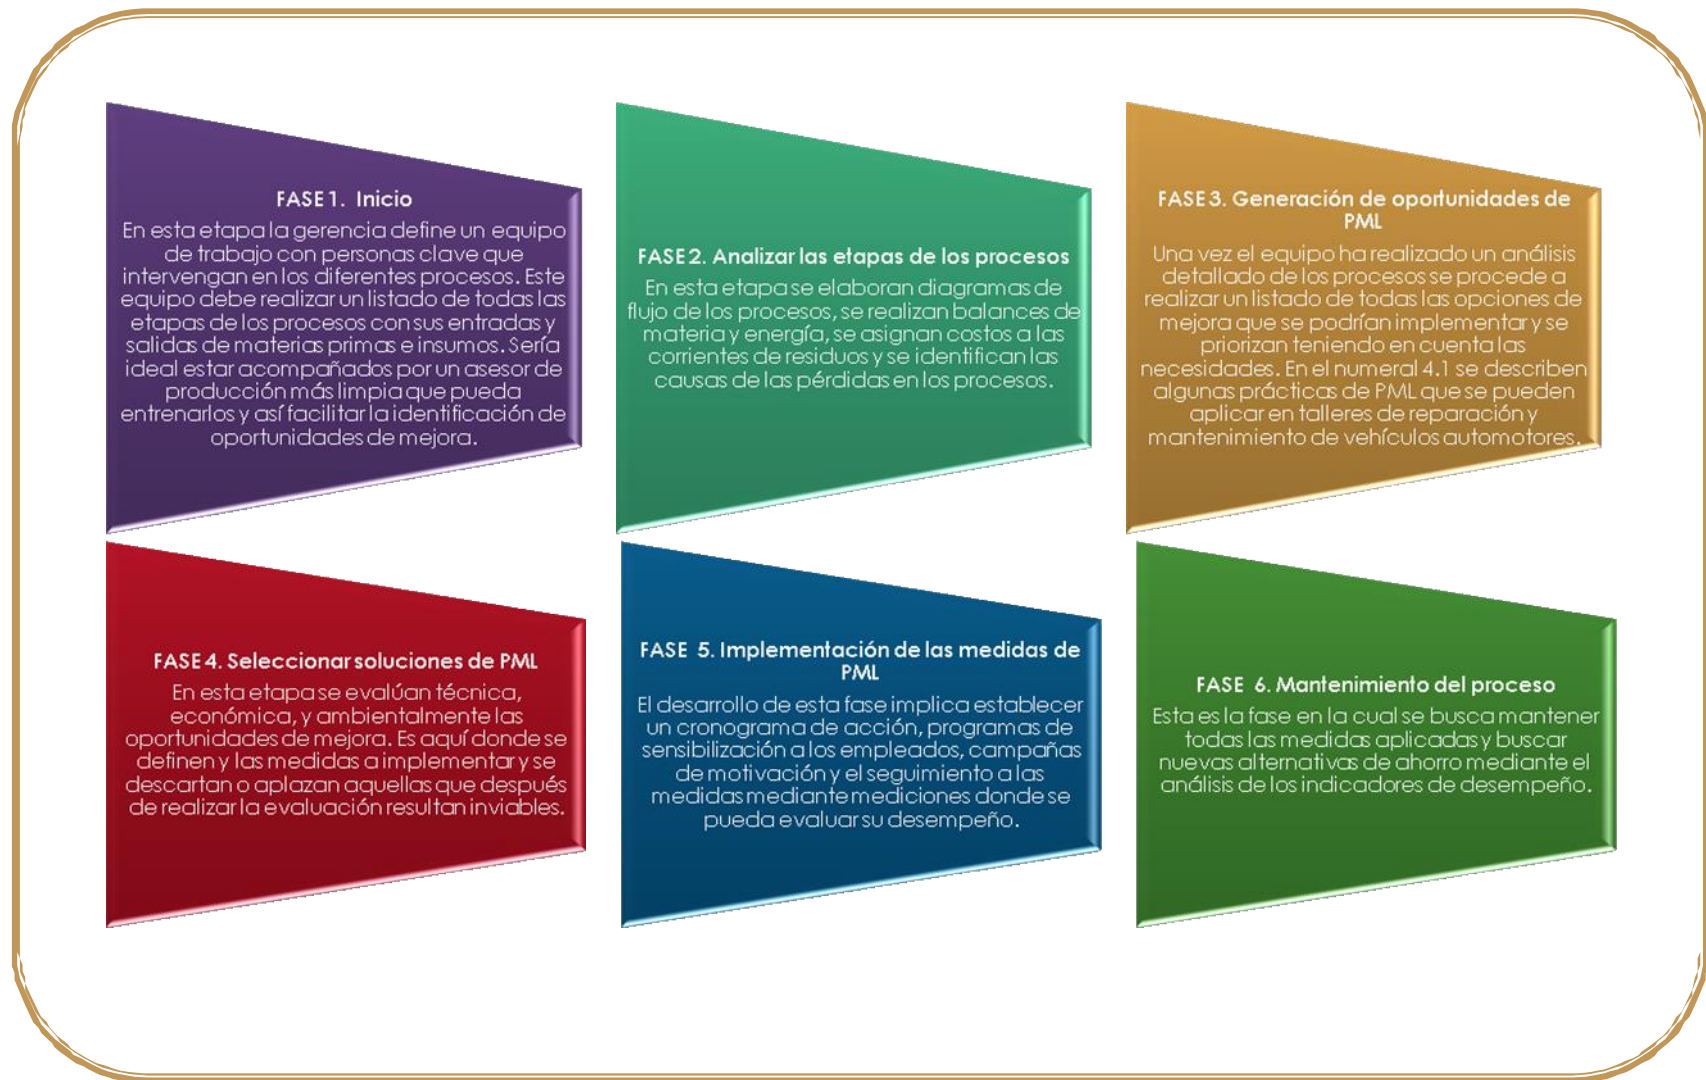 FASE 1. Inicio
En esta etapa la gerencia define un equipo
de trabajo con personas clave que
intervengan en los diferentes procesos. Este
equipo debe realizar un listado de todas las
etapas de los procesos con sus entradas y
salidas de materias primas e insumos. Sería
ideal estar acompañados por un asesor de
producción más limpia que pueda
entrenarlos y así facilitar la identificación de
oportunidades de mejora.
FASE 2. Analizar las etapas de los procesos
En esta etapa se elaboran diagramas de
flujo de los procesos, se realizan balances de
materia y energía, se asignan costos a las
corrientes de residuos y se identifican las
causas de las pérdidas en los procesos.
FASE 3. Generación de oportunidades de
PML
Una vez el equipo ha realizado un análisis
detallado de los procesos se procede a
realizar un listado de todas las opciones de
mejora que se podrían implementar y se
priorizan teniendo en cuenta las
necesidades. En el numeral 4.1 se describen
algunas prácticas de PML que se pueden
aplicar en talleres de reparación y
mantenimiento de vehículos automotores.
FASE 4. Seleccionar soluciones de PML
En esta etapa se evalúan técnica,
económica, y ambientalmente las
oportunidades de mejora. Es aquí donde se
definen y las medidas a implementar y se
descartan o aplazan aquellas que después
de realizar la evaluación resultan inviables.
FASE 5. Implementación de las medidas de
PML
El desarrollo de esta fase implica establecer
un cronograma de acción, programas de
sensibilización a los empleados, campañas
de motivación y el seguimiento a las
medidas mediante mediciones donde se
pueda evaluar su desempeño.
FASE 6. Mantenimiento del proceso
Esta es la fase en la cual se busca mantener
todas las medidas aplicadas y buscar
nuevas alternativas de ahorro mediante el
análisis de los indicadores de desempeño.